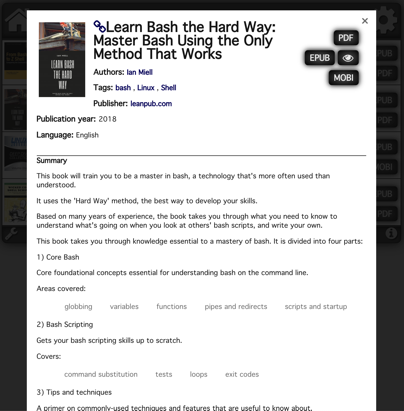 ×
Learn Bash the Hard Way:
Master Bash Using the Only
Method That Works
PDF
EPUB
MOBI
LEARN BASH
THE HARD
WAY
Authors: Ian Miell
Tags: bash , Linux , Shell
Publisher: leanpub.com
Publication year: 2018
Language: English
Summary
This book will train you to be a master in bash, a technology that's more often used than
understood.
It uses the 'Hard Way' method, the best way to develop your skills.
Based on many years of experience, the book takes you through what you need to know to
understand what's going on when you look at others' bash scripts, and write your own.
This book takes you through knowledge essential to a mastery of bash. It is divided into four parts:
1) Core Bash
Core foundational concepts essential for understanding bash on the command line.
Areas covered:
globbing variables functions pipes and redirects scripts and startup
2) Bash Scripting
Gets your bash scripting skills up to scratch.
Covers:
command substitution tests loops exit codes
3) Tips and techniques
A primer on commonly-used techniques and features that are useful to know about.